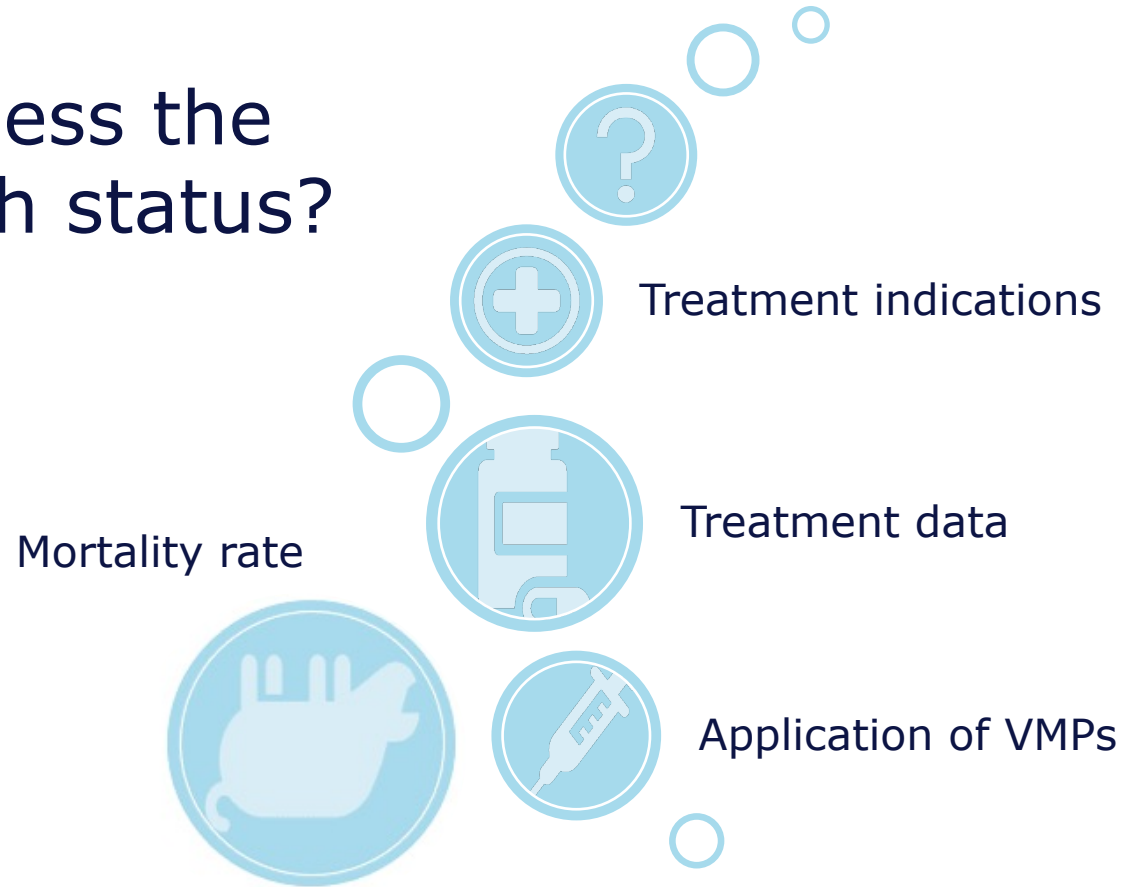 ess the
h status?
Treatment indications
Treatment data
Mortality rate
Application of VMPs